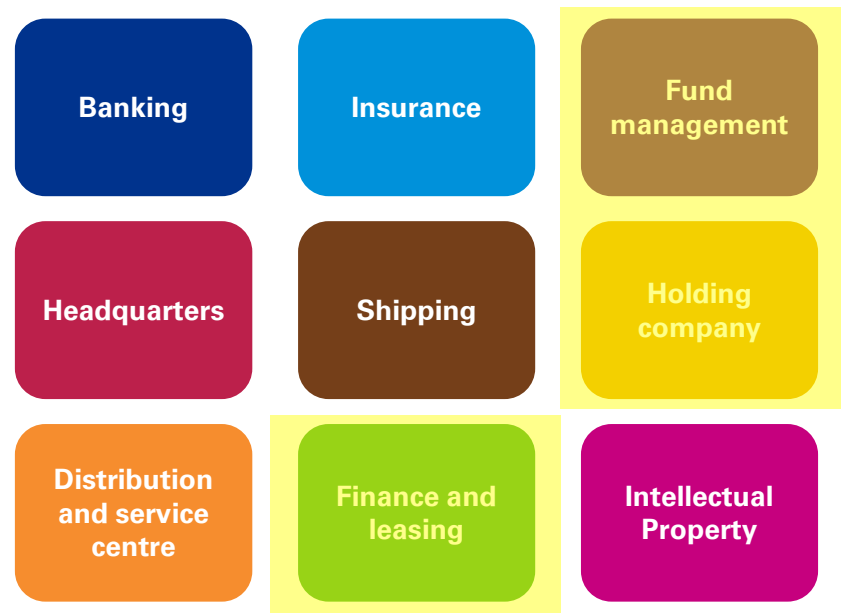 Banking
Insurance
Fund
management
Headquarters
Shipping
Holding
company
Distribution
and service
centre
Finance and
leasing
Intellectual
Property